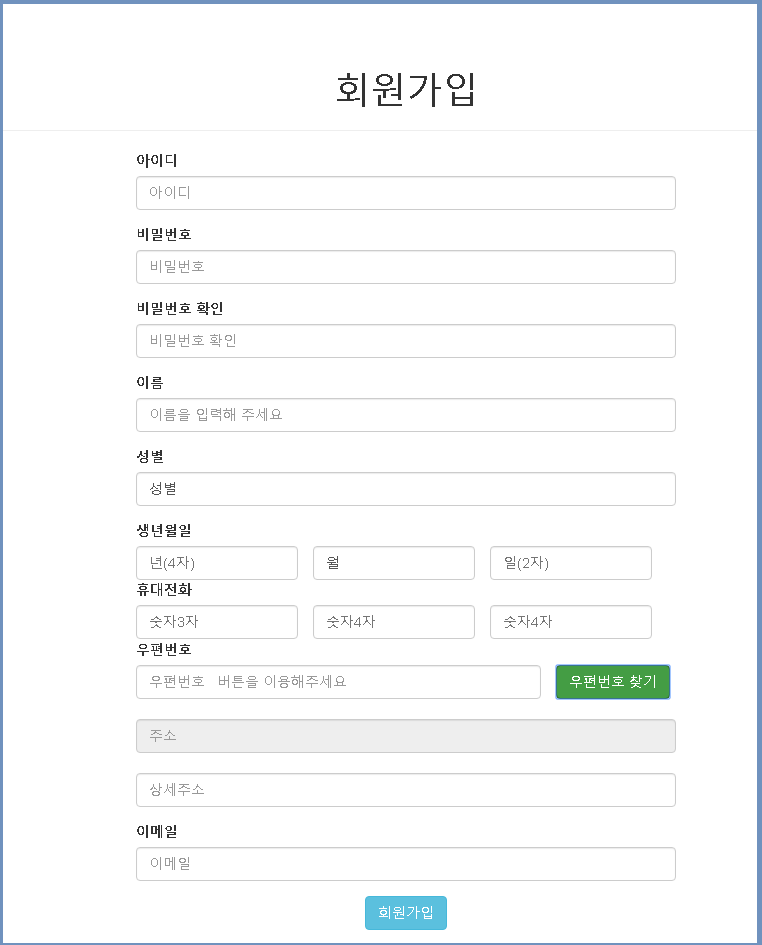 회원가입
아이디
아이디
비밀번호
비밀번호
비밀번호 확인
비밀번호 확인
이름
이름을 입력해 주세요
성별
성별
생년월일
년(4자) 월 일(2자)
휴대전화
숫자3자 숫자4자 숫자4자
우편번호
우편번호 버튼을 이용해주세요 우편번호 찾기
주소
상세주소
이메일
이메일
회원가입